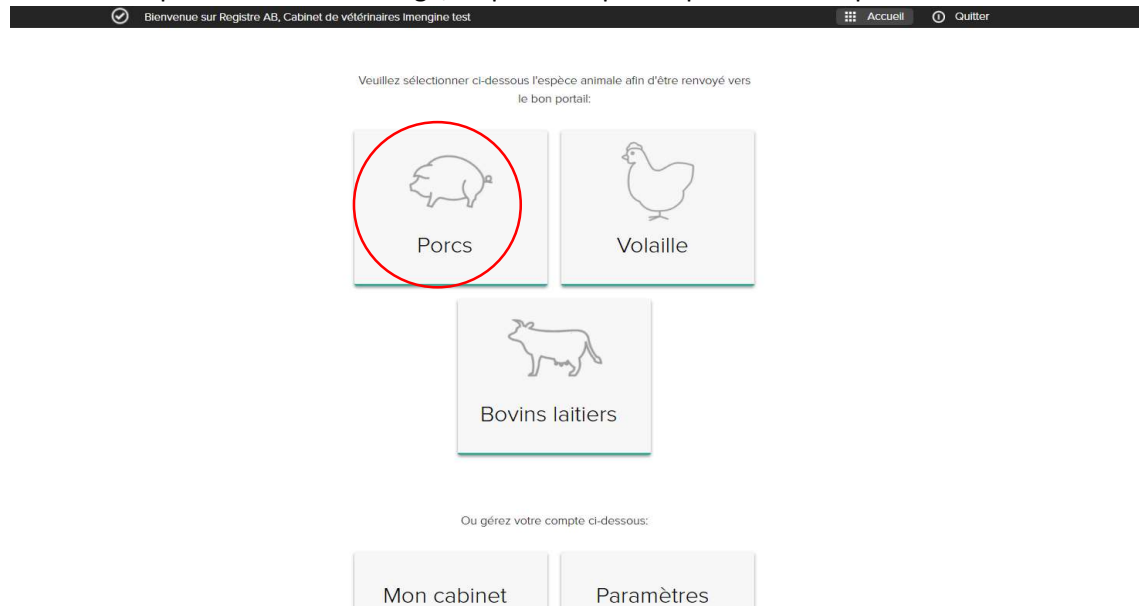 Bienvenue sur Registre AB, Cabinet de vétérinaires Imengine test
Accueil
Quitter
Veuillez sélectionner ci-dessous l'espèce animale afin d'être renvoyé vers
le bon portail:
Porcs
Volaille
Bovins laitiers
Ou gérez votre compte ci-dessous:
Mon cabinet
Paramètres